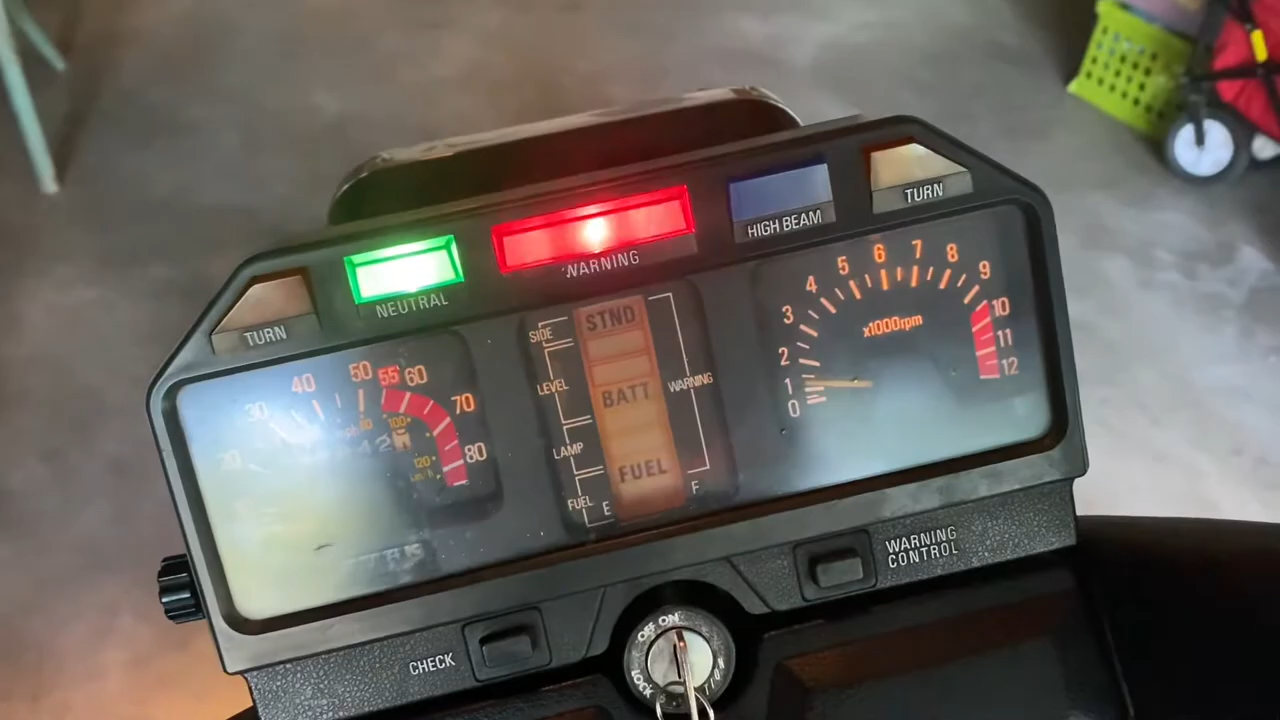 TURN
NEUTRAL
WARNING
HIGH BEAM
TURN
30
40
50
55
60
70
80
100
120
SIDE
LEVEL
LAMP
FUEL
E
STND
BATT
FUEL
WARNING
F
0
1
2
3
4
5
6
7
8
9
10
11
12
x1000rpm
CHECK
OFF ON
LOCK
WARNING
CONTROL